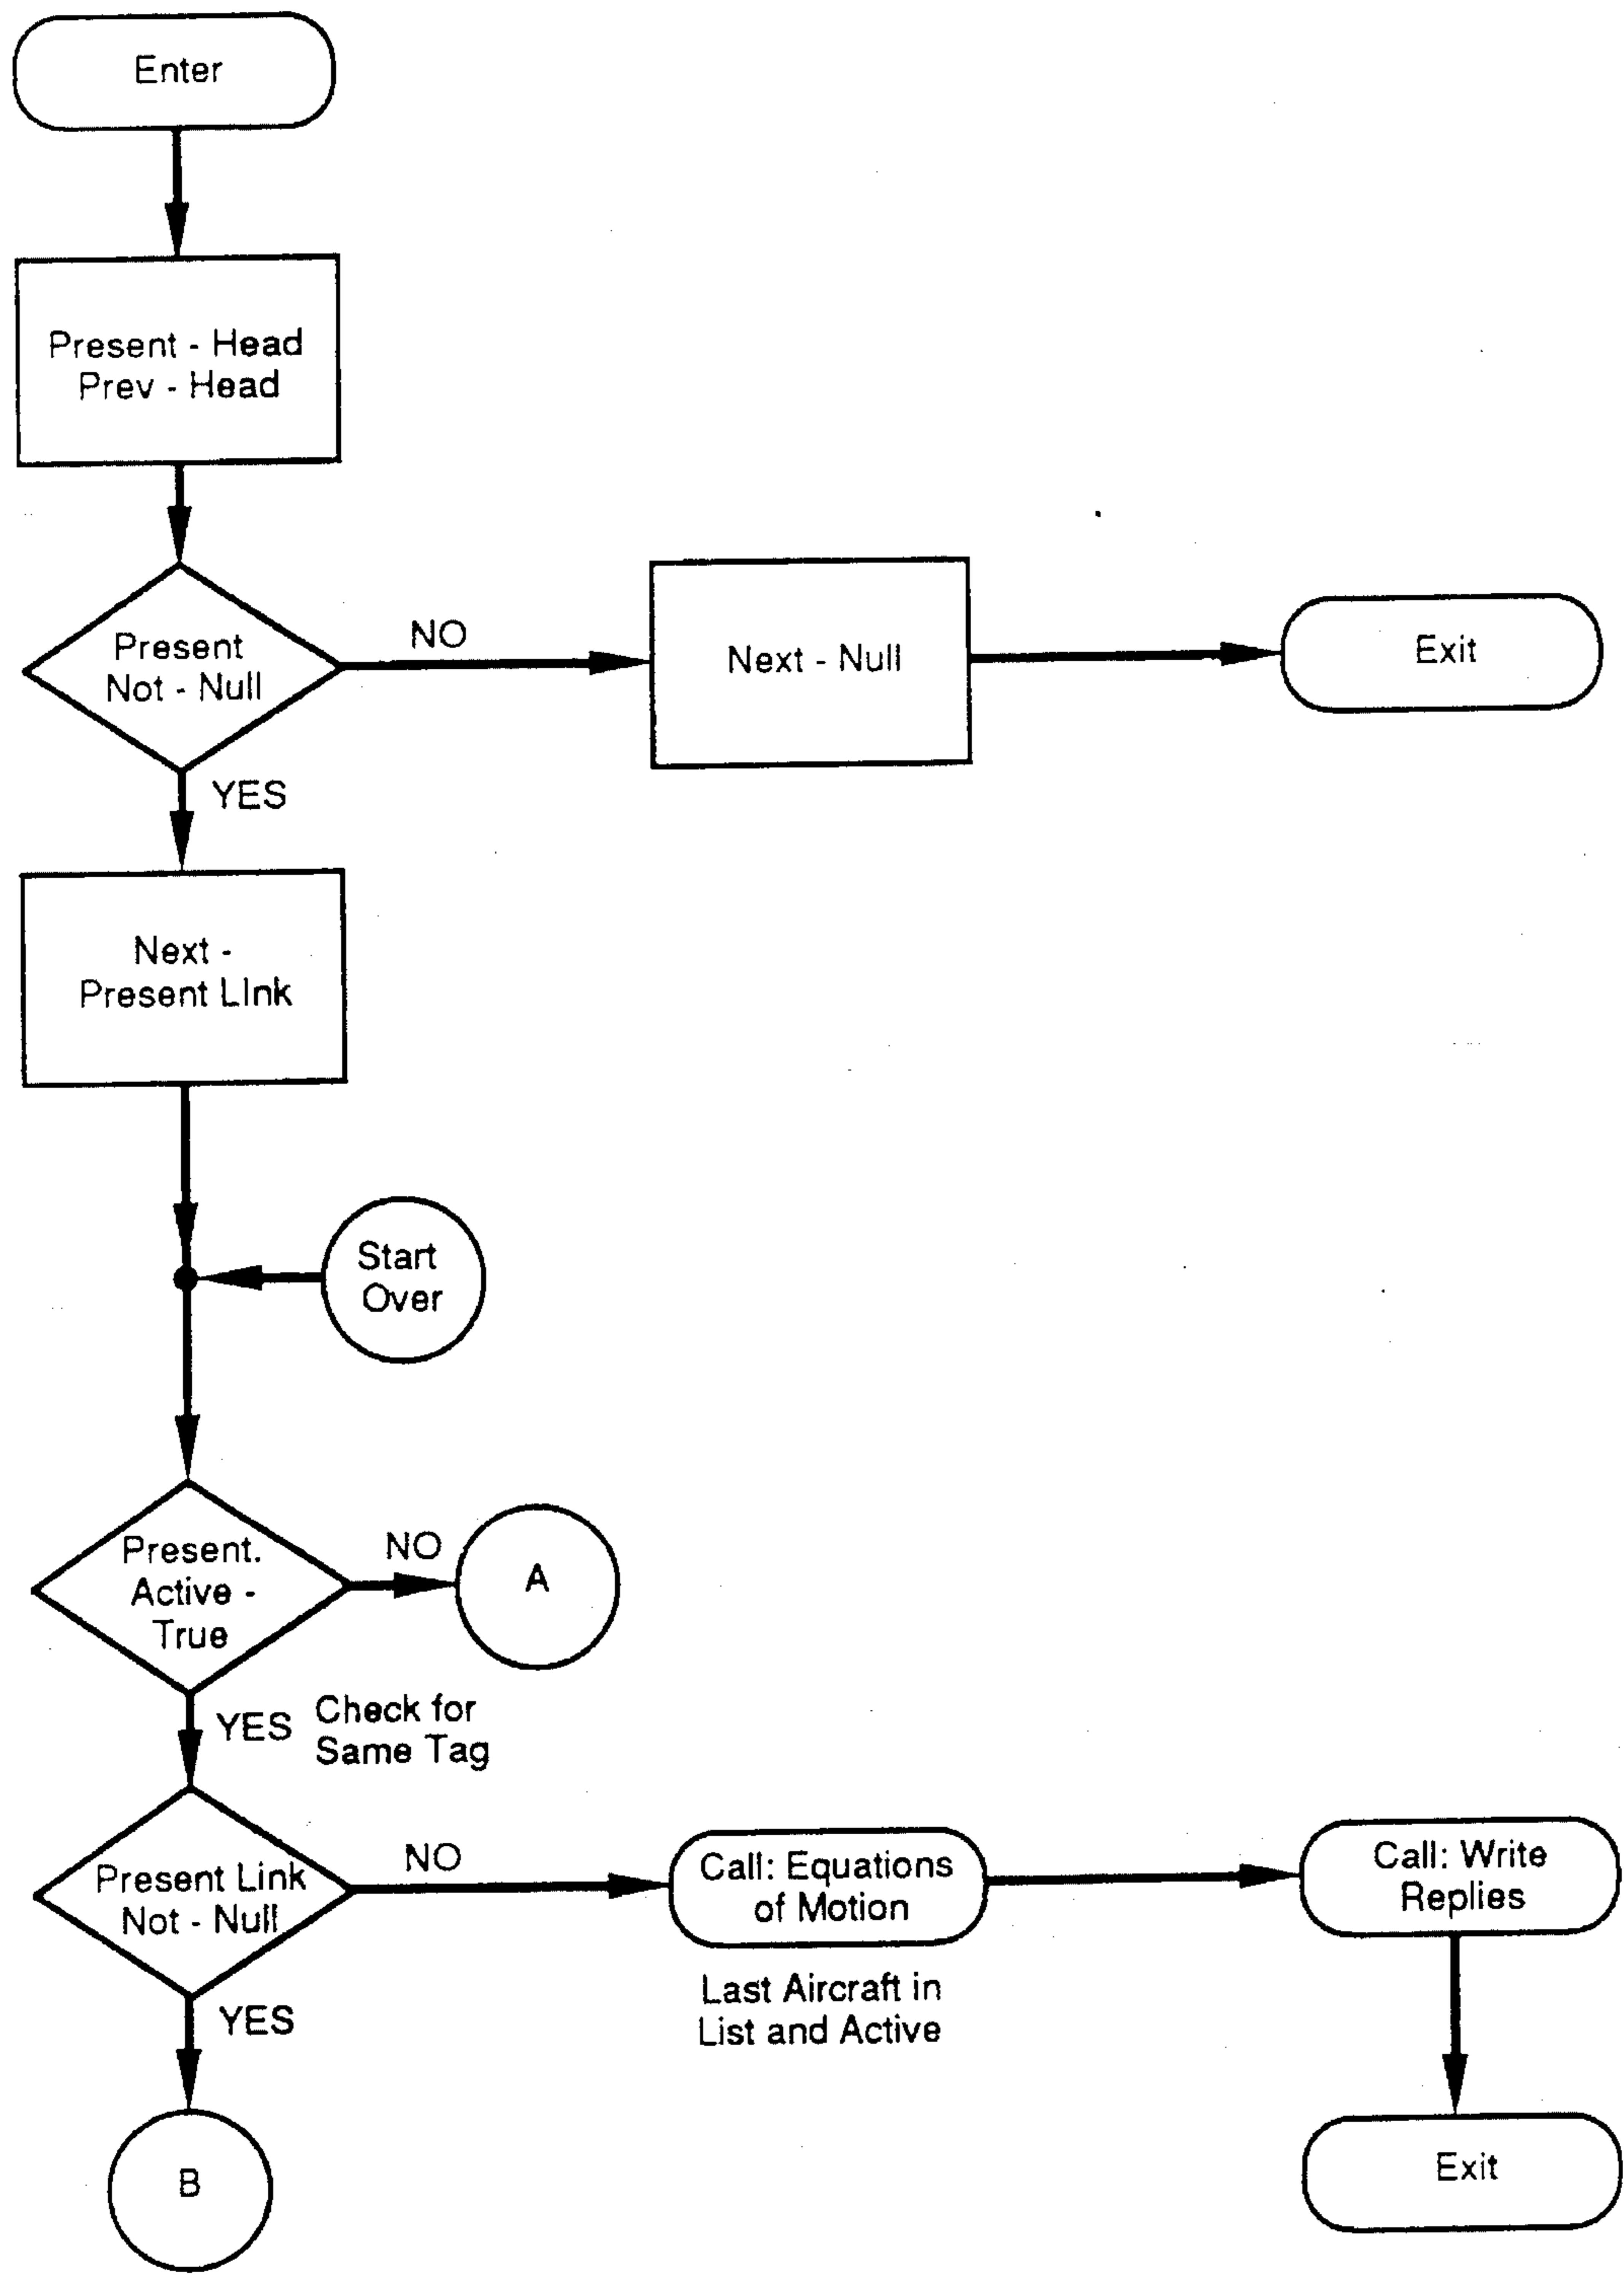 Enter
Present - Head
Prev - Head
Present
Not - Null
NO
Next - Null
Exit
YES
Next -
Present LInk
Start
Over
Present.
Active -
True
NO
A
YES
Check for
Same Tag
Present Link
Not - Null
NO
Call: Equations
of Motion
Call: Write
Replies
Last Aircraft in
List and Active
YES
B
Exit